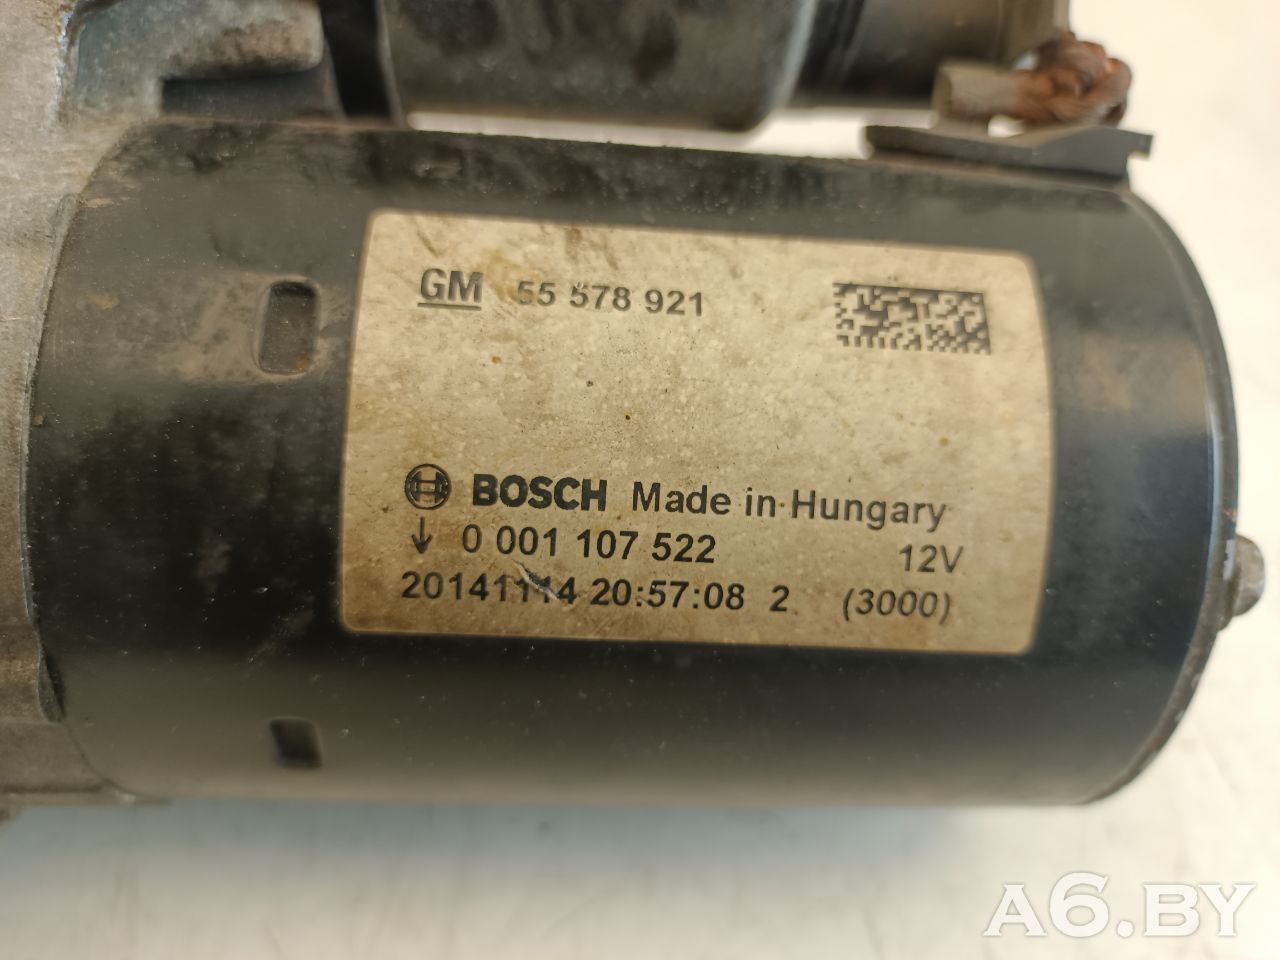 GM 55 578 921
BOSCH Made in Hungary
0 001 107 522 12V
20141114 20:57:08 2 (3000)
A6.BY